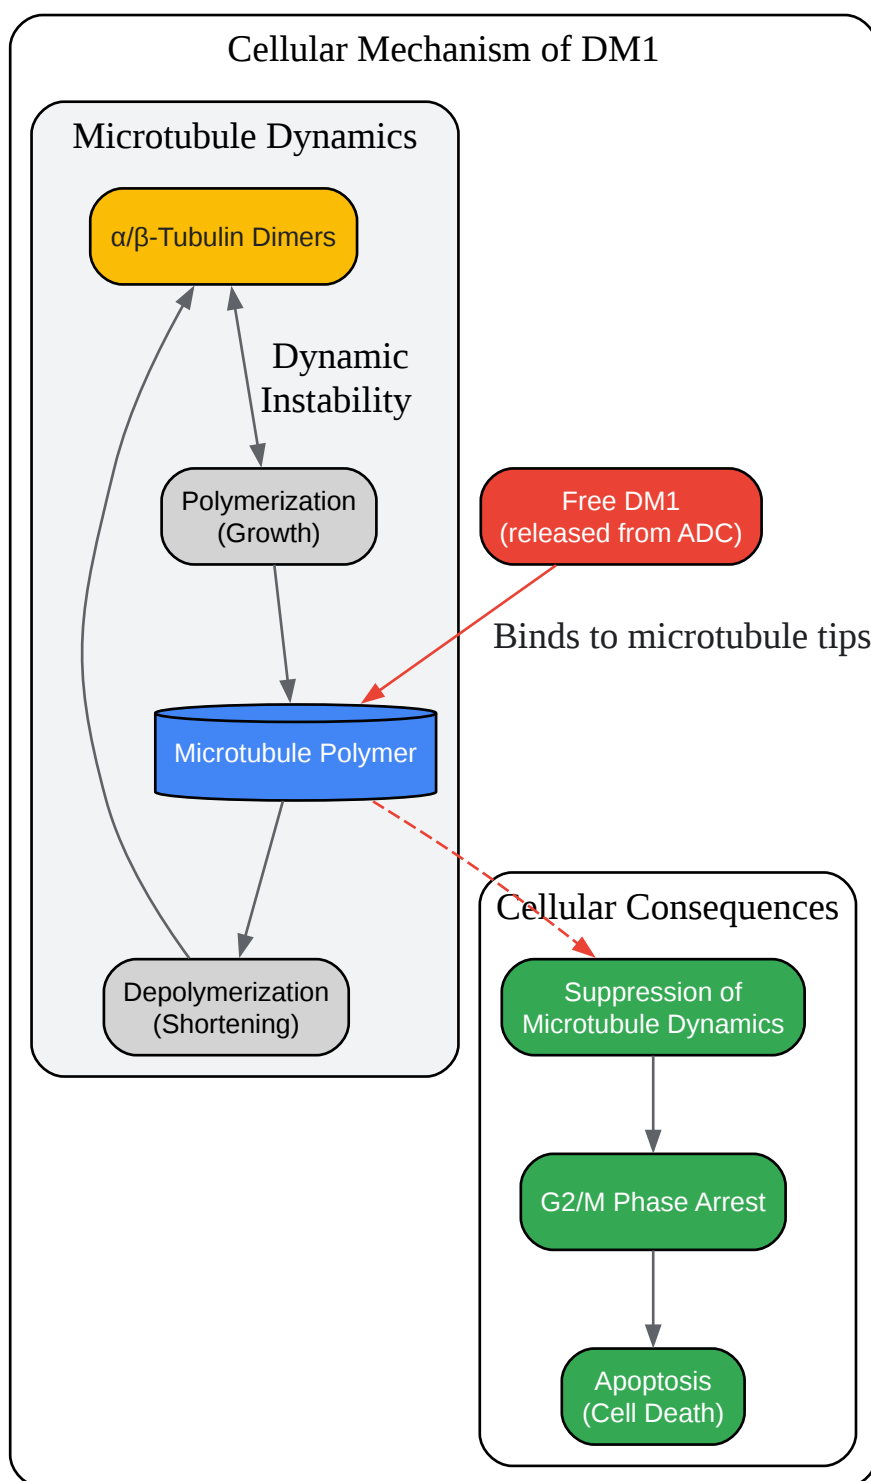 Cellular Mechanism of DM1
Microtubule Dynamics
α/β-Tubulin Dimers
Dynamic
Instability
Polymerization
(Growth)
Free DM1
(released from ADC)
Binds to microtubule tips
Microtubule Polymer
Cellular Consequences
Depolymerization
(Shortening)
Suppression of
Microtubule Dynamics
G2/M Phase Arrest
Apoptosis
(Cell Death)